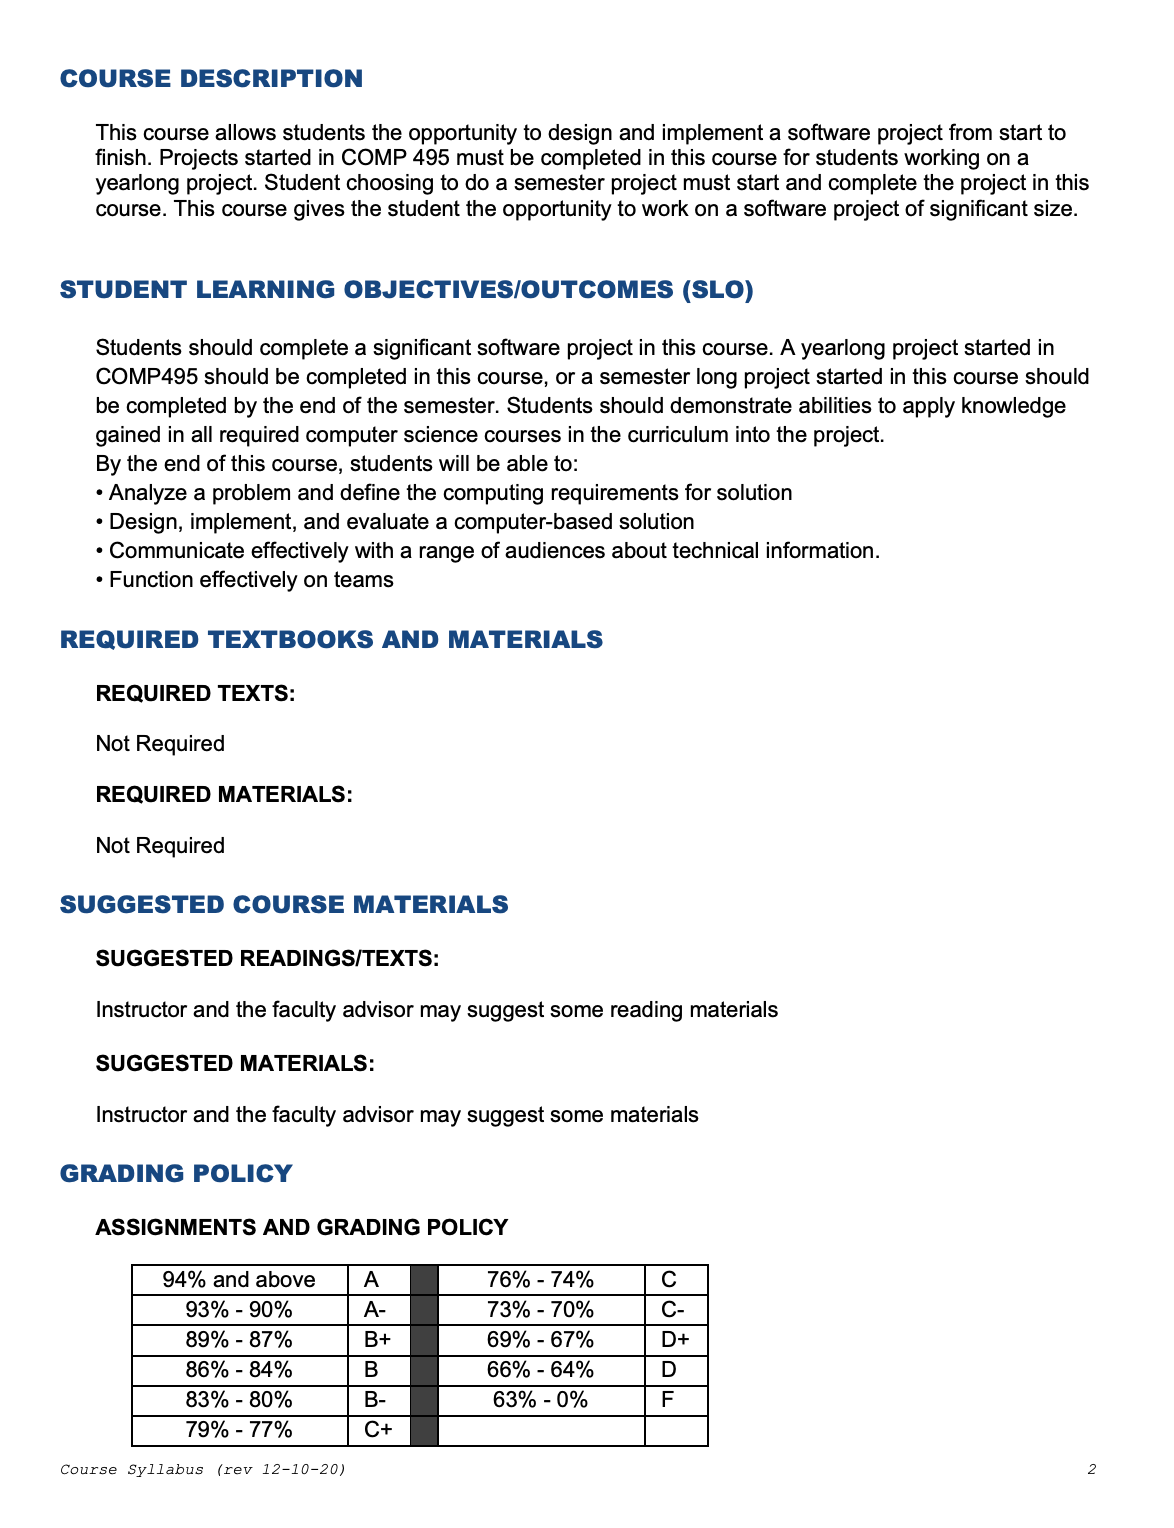 COURSE DESCRIPTION
This course allows students the opportunity to design and implement a software project from start to
finish. Projects started in COMP 495 must be completed in this course for students working on a
yearlong project. Student choosing to do a semester project must start and complete the project in this
course. This course gives the student the opportunity to work on a software project of significant size.
STUDENT LEARNING OBJECTIVES/OUTCOMES (SLO)
Students should complete a significant software project in this course. A yearlong project started in
COMP495 should be completed in this course, or a semester long project started in this course should
be completed by the end of the semester. Students should demonstrate abilities to apply knowledge
gained in all required computer science courses in the curriculum into the project.
By the end of this course, students will be able to:
• Analyze a problem and define the computing requirements for solution
• Design, implement, and evaluate a computer-based solution
• Communicate effectively with a range of audiences about technical information.
• Function effectively on teams
REQUIRED TEXTBOOKS AND MATERIALS
REQUIRED TEXTS:
Not Required
REQUIRED MATERIALS:
Not Required
SUGGESTED COURSE MATERIALS
SUGGESTED READINGS/TEXTS:
Instructor and the faculty advisor may suggest some reading materials
SUGGESTED MATERIALS:
Instructor and the faculty advisor may suggest some materials
GRADING POLICY
ASSIGNMENTS AND GRADING POLICY
94% and above A 76% - 74% C
93% - 90% A- 73% - 70% C-
89% - 87% B+ 69% - 67% D+
86% - 84% B 66% - 64% D
83% - 80% B- 63% - 0% F
79% - 77% C+
Course Syllabus (rev 12-10-20) 2